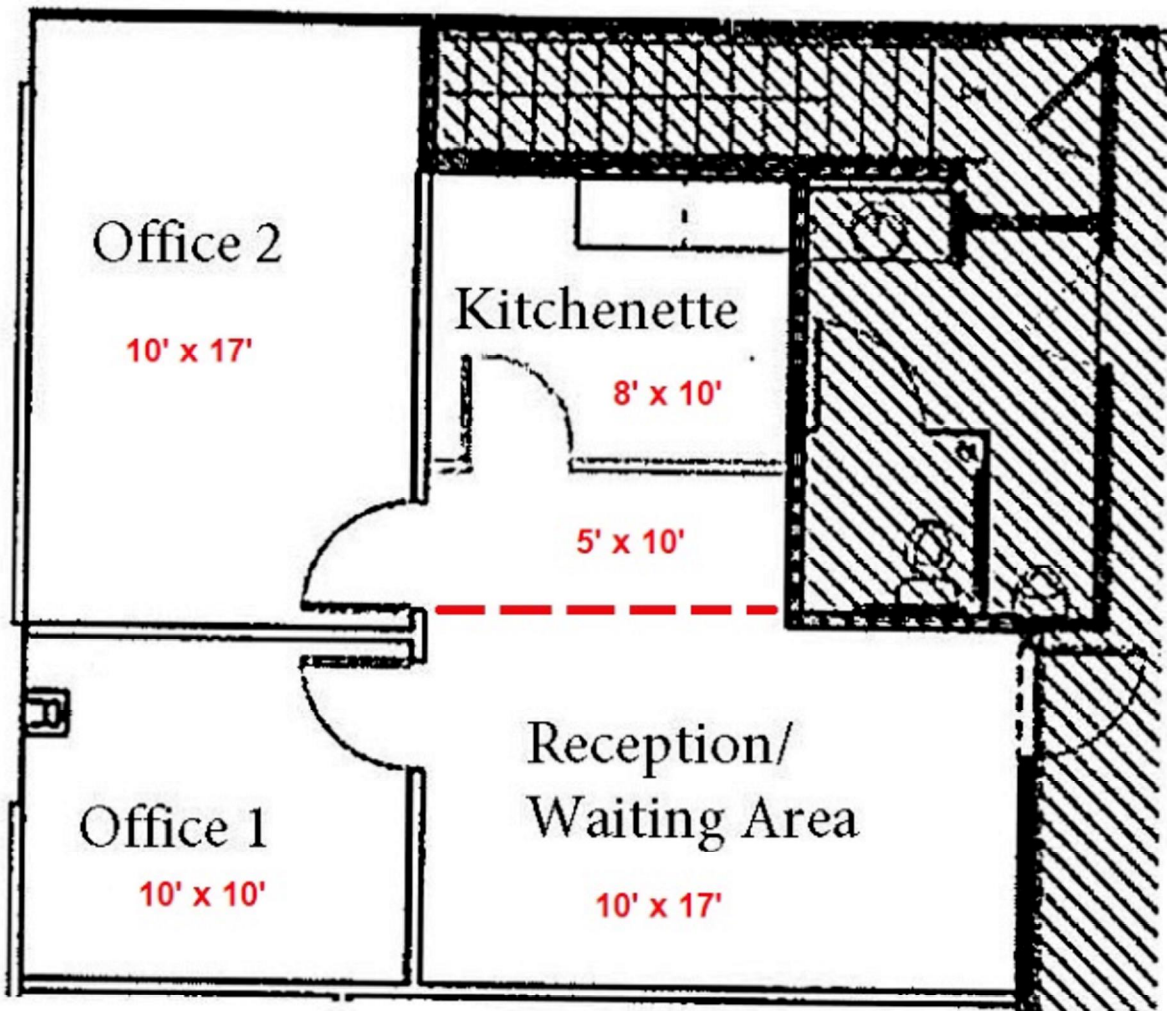 Office 2
10' x 17'
Kitchenette
8' x 10'
5' x 10'
Reception/
Waiting Area
10' x 17'
Office 1
10' x 10'